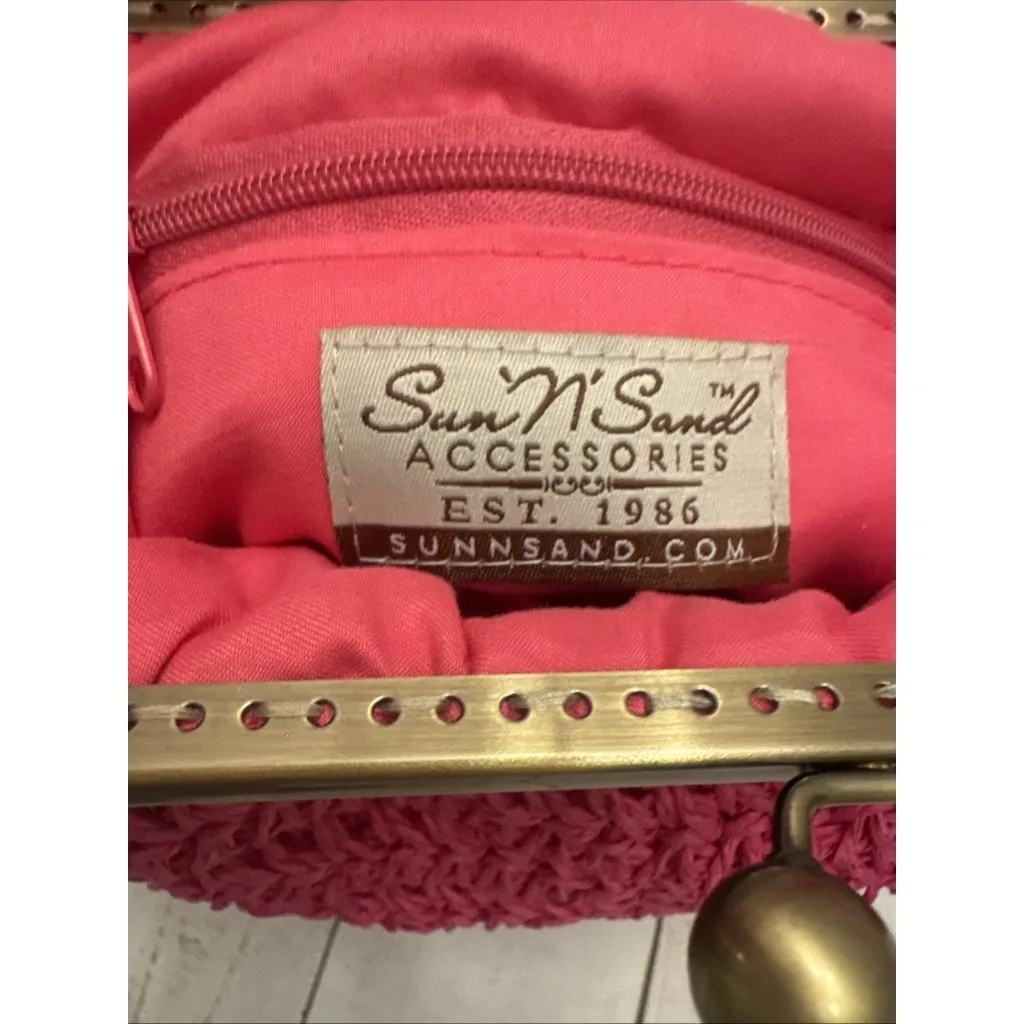 Sun 'N' Sand™
ACCESSORIES
EST. 1986
SUNNSAND.COM